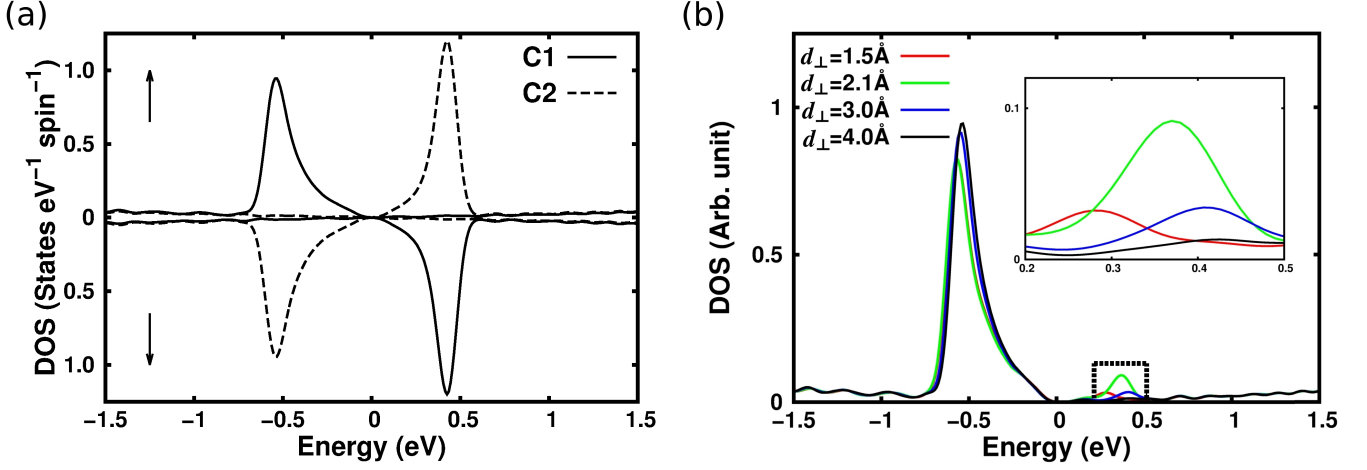 (a)
DOS (States eV⁻¹ spin⁻¹)
1.0
0.5
0
0.5
1.0
C1
C2
−1.5 −1 −0.5 0 0.5 1 1.5
Energy (eV)
(b)
DOS (Arb. unit)
1
0.5
0
d⊥=1.5Å
d⊥=2.1Å
d⊥=3.0Å
d⊥=4.0Å
0.1
0
0.2 0.3 0.4 0.5
−1.5 −1 −0.5 0 0.5 1 1.5
Energy (eV)